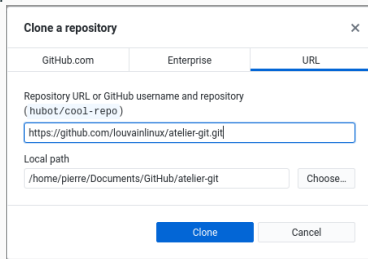 Clone a repository
×
GitHub.com Enterprise URL
Repository URL or GitHub username and repository
(hubot/cool-repo)
https://github.com/louvainlinux/atelier-git.git
Local path
/home/pierre/Documents/GitHub/atelier-git Choose...
Clone Cancel